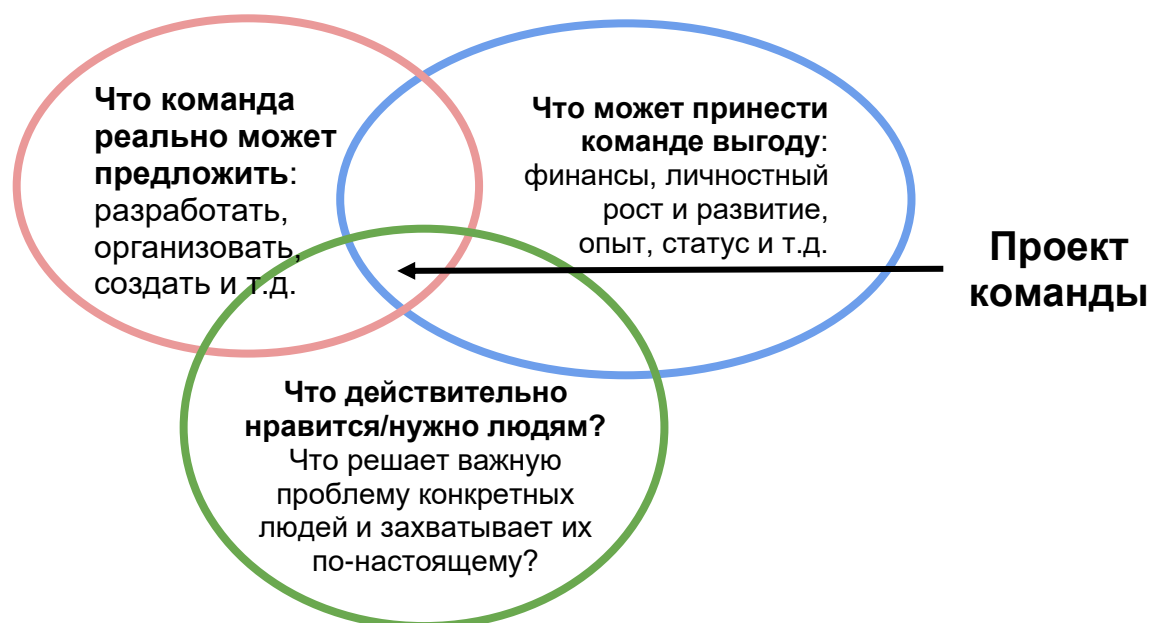 Что команда
реально может
предложить:
разработать,
организовать,
создать и т.д.
Что может принести
команде выгоду:
финансы, личностный
рост и развитие,
опыт, статус и т.д.
Проект
команды
Что действительно
нравится/нужно людям?
Что решает важную
проблему конкретных
людей и захватывает их
по-настоящему?